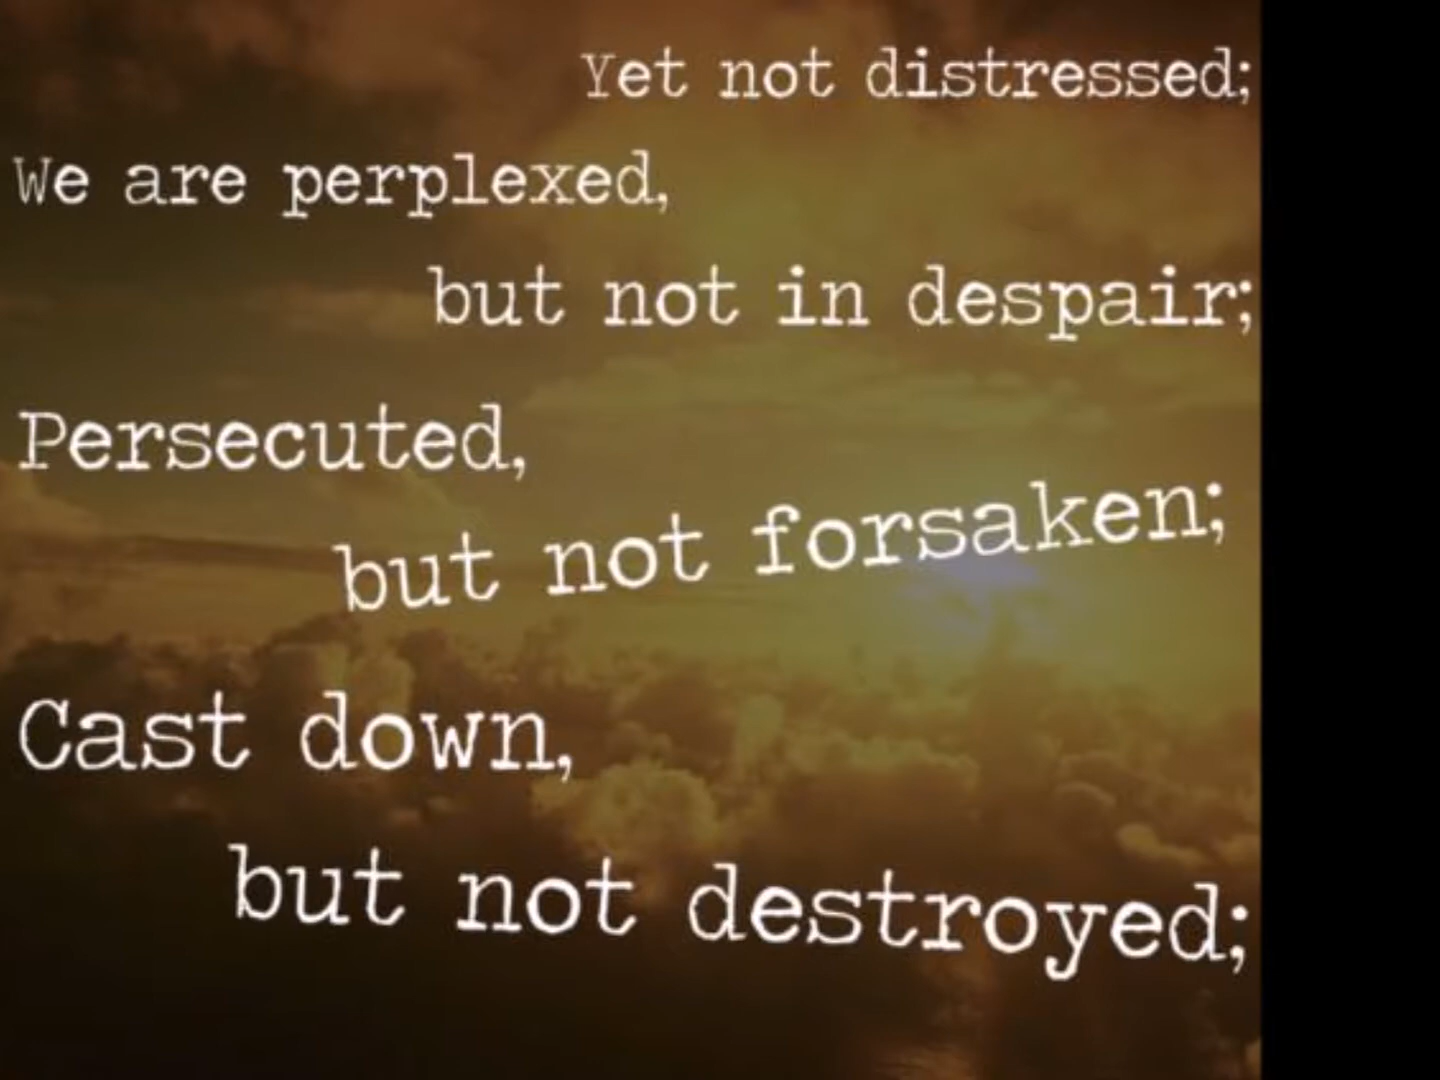 Yet not distressed;
We are perplexed,
but not in despair;
Persecuted,
but not forsaken;
Cast down,
but not destroyed;